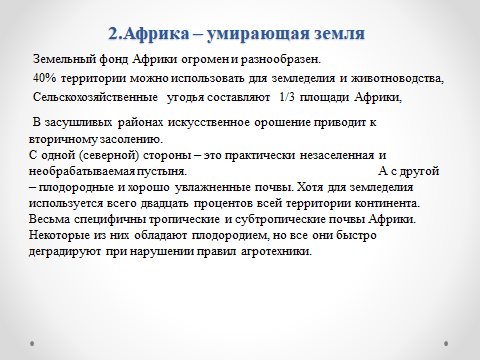 2.Африка – умирающая земля
Земельный фонд Африки огромен и разнообразен.
40% территории можно использовать для земледелия и животноводства,
Сельскохозяйственные угодья составляют 1/3 площади Африки,
В засушливых районах искусственное орошение приводит к
вторичному засолению.
С одной (северной) стороны – это практически незаселенная и
необрабатываемая пустыня. А с другой
– плодородные и хорошо увлажненные почвы. Хотя для земледелия
используется всего двадцать процентов всей территории континента.
Весьма специфичны тропические и субтропические почвы Африки.
Некоторые из них обладают плодородием, но все они быстро
деградируют при нарушении правил агротехники.